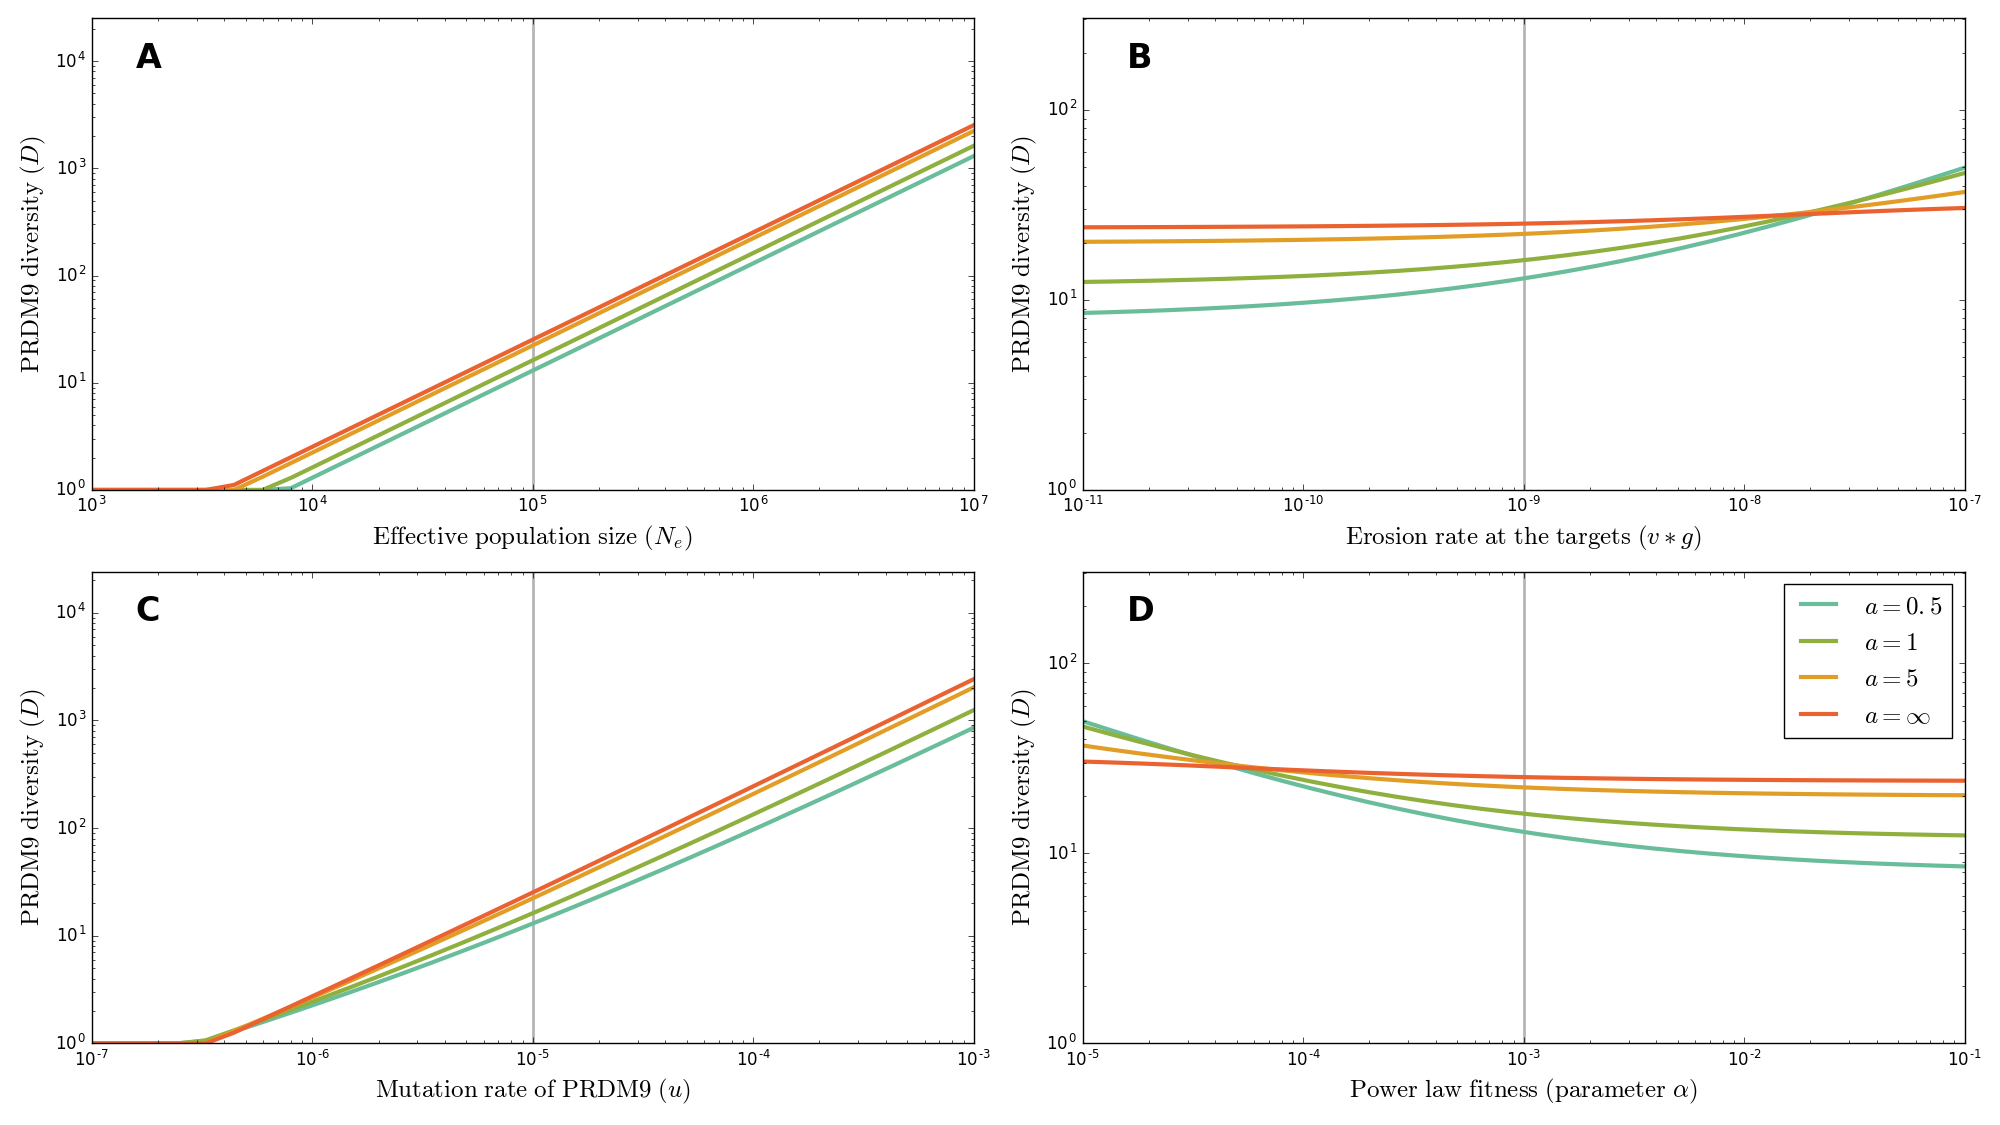 A
PRDM9 diversity (D)
10^4
10^3
10^2
10^1
10^0
10^3 10^4 10^5 10^6 10^7
Effective population size (N_e)
B
PRDM9 diversity (D)
10^2
10^1
10^0
10^-11 10^-10 10^-9 10^-8 10^-7
Erosion rate at the targets (v ∗ g)
C
PRDM9 diversity (D)
10^4
10^3
10^2
10^1
10^0
10^-7 10^-6 10^-5 10^-4 10^-3
Mutation rate of PRDM9 (u)
D
PRDM9 diversity (D)
10^2
10^1
10^0
10^-5 10^-4 10^-3 10^-2 10^-1
Power law fitness (parameter α)
a = 0.5
a = 1
a = 5
a = ∞